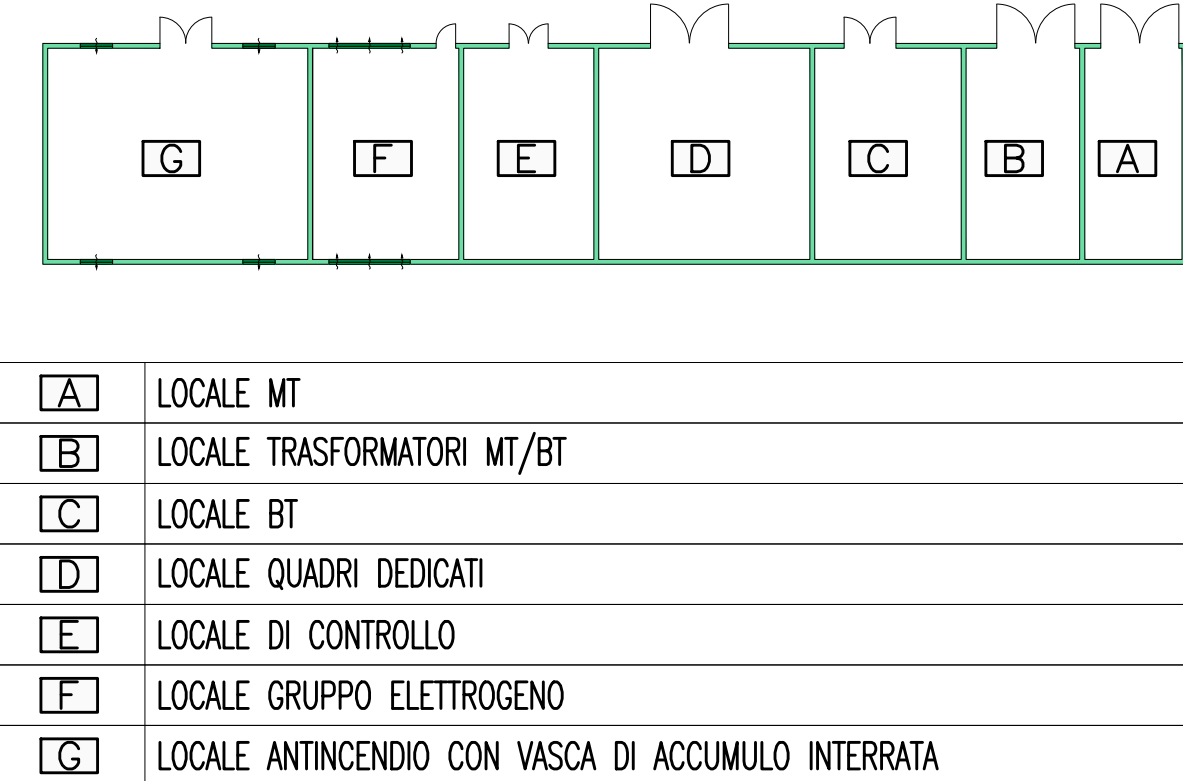 G F E D C B A
A LOCALE MT
B LOCALE TRASFORMATORI MT/BT
C LOCALE BT
D LOCALE QUADRI DEDICATI
E LOCALE DI CONTROLLO
F LOCALE GRUPPO ELETTROGENO
G LOCALE ANTINCENDIO CON VASCA DI ACCUMULO INTERRATA